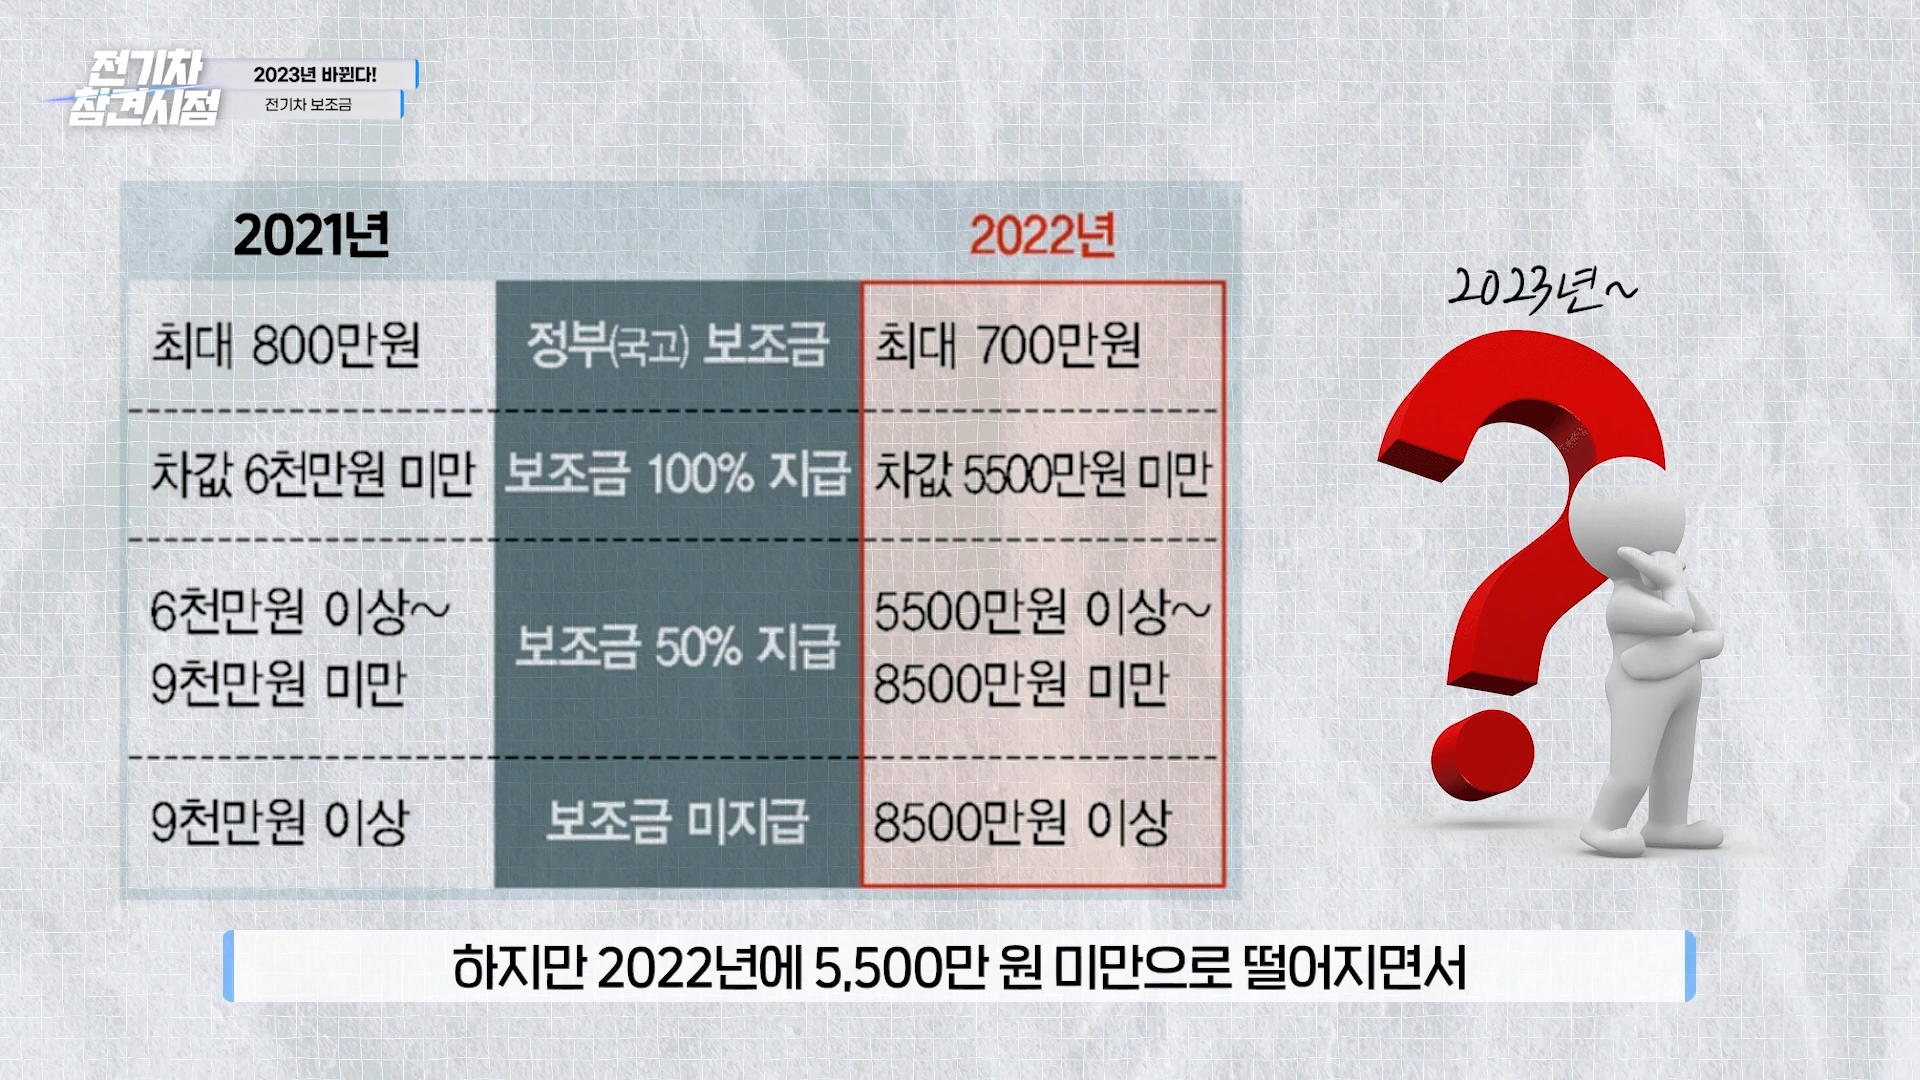 전기차
참견시점
2023년 바뀐다!
전기차 보조금
2021년
2022년
최대 800만원
정부(국고) 보조금
최대 700만원
차값 6천만원 미만
보조금 100% 지급
차값 5500만원 미만
6천만원 이상~
9천만원 미만
보조금 50% 지급
5500만원 이상~
8500만원 미만
9천만원 이상
보조금 미지급
8500만원 이상
2023년~
하지만 2022년에 5,500만 원 미만으로 떨어지면서